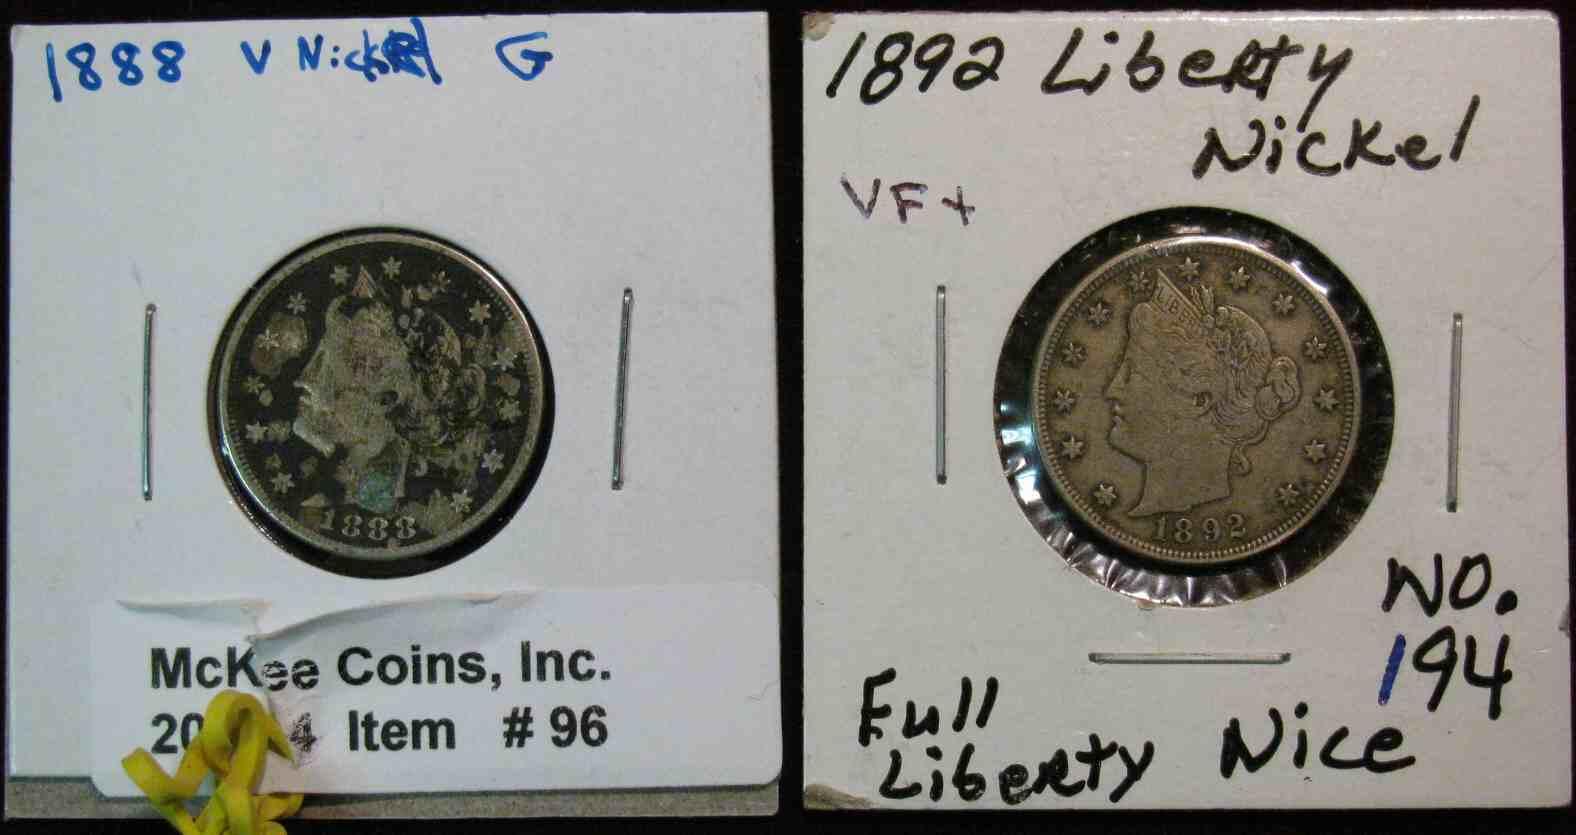 1888 V Nickel G
1888
McKee Coins, Inc.
Item # 96
1892 Liberty
Nickel
VF+
LIBERTY
1892
NO.
194
Full
Liberty Nice